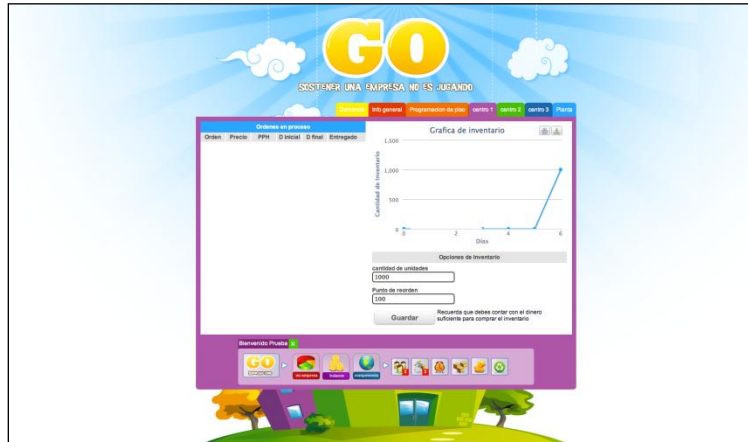 GO
SOSTENER UNA EMPRESA NO ES JUGANDO
Info general
Programacion de piso
centro 1
centro 2
centro 3
Planta
Ordenes en proceso
Orden Precio PPH D inicial D final Entregado
Grafica de inventario
Cantidad de Inventario
1,500
1,000
500
0
0 2 4 6
Días
Opciones de inventario
cantidad de unidades
1000
Punto de reorden
100
Guardar
Recuerda que debes contar con el dinero
suficiente para comprar el inventario
Bienvenido Prueba
x
GO